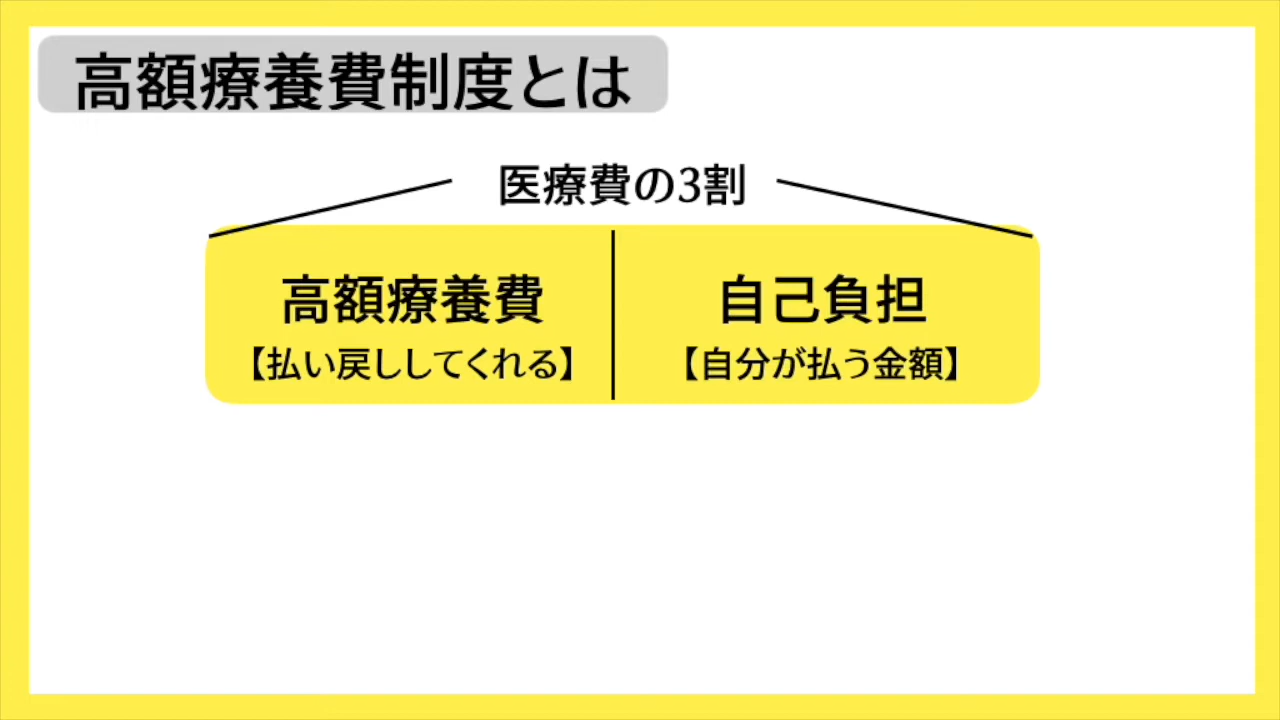 高額療養費制度とは
医療費の3割
高額療養費
【払い戻ししてくれる】
自己負担
【自分が払う金額】